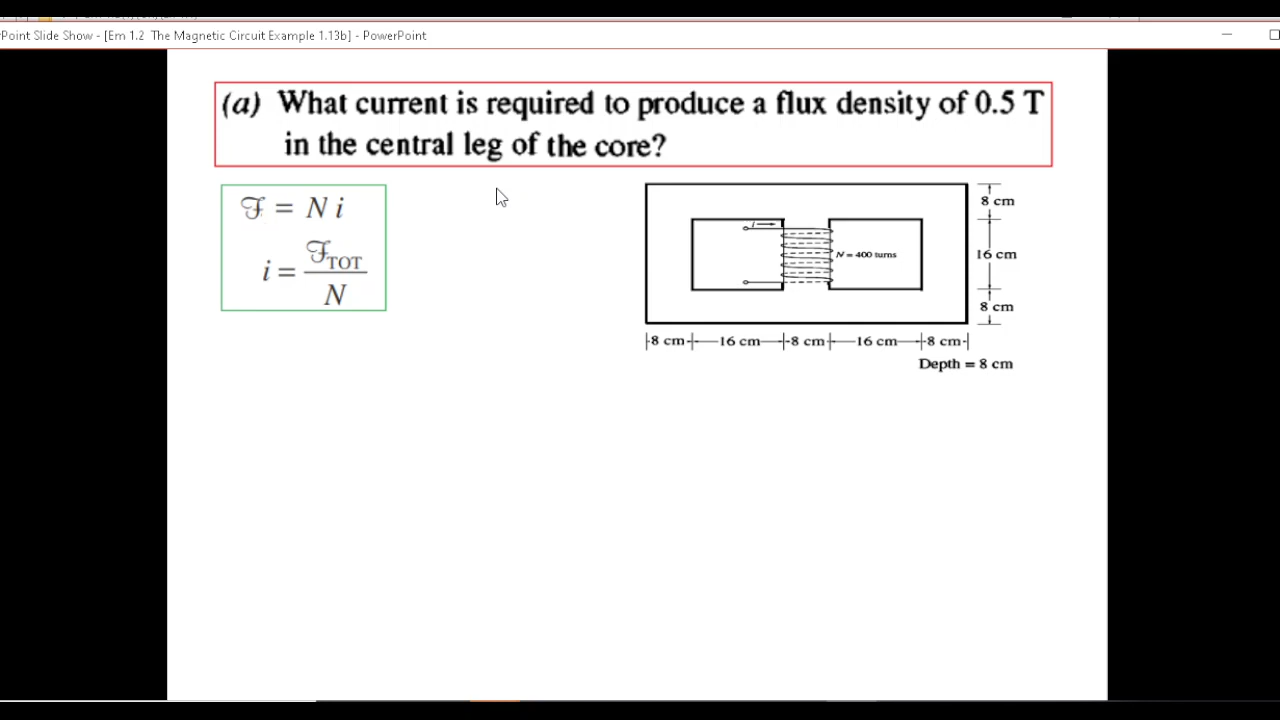 PowerPoint Slide Show - [Em 1.2 The Magnetic Circuit Example 1.13b] - PowerPoint
(a) What current is required to produce a flux density of 0.5 T
in the central leg of the core?
ℱ = N i
i = ℱTOT / N
i
N = 400 turns
8 cm
16 cm
8 cm
8 cm 16 cm 8 cm 16 cm 8 cm
Depth = 8 cm